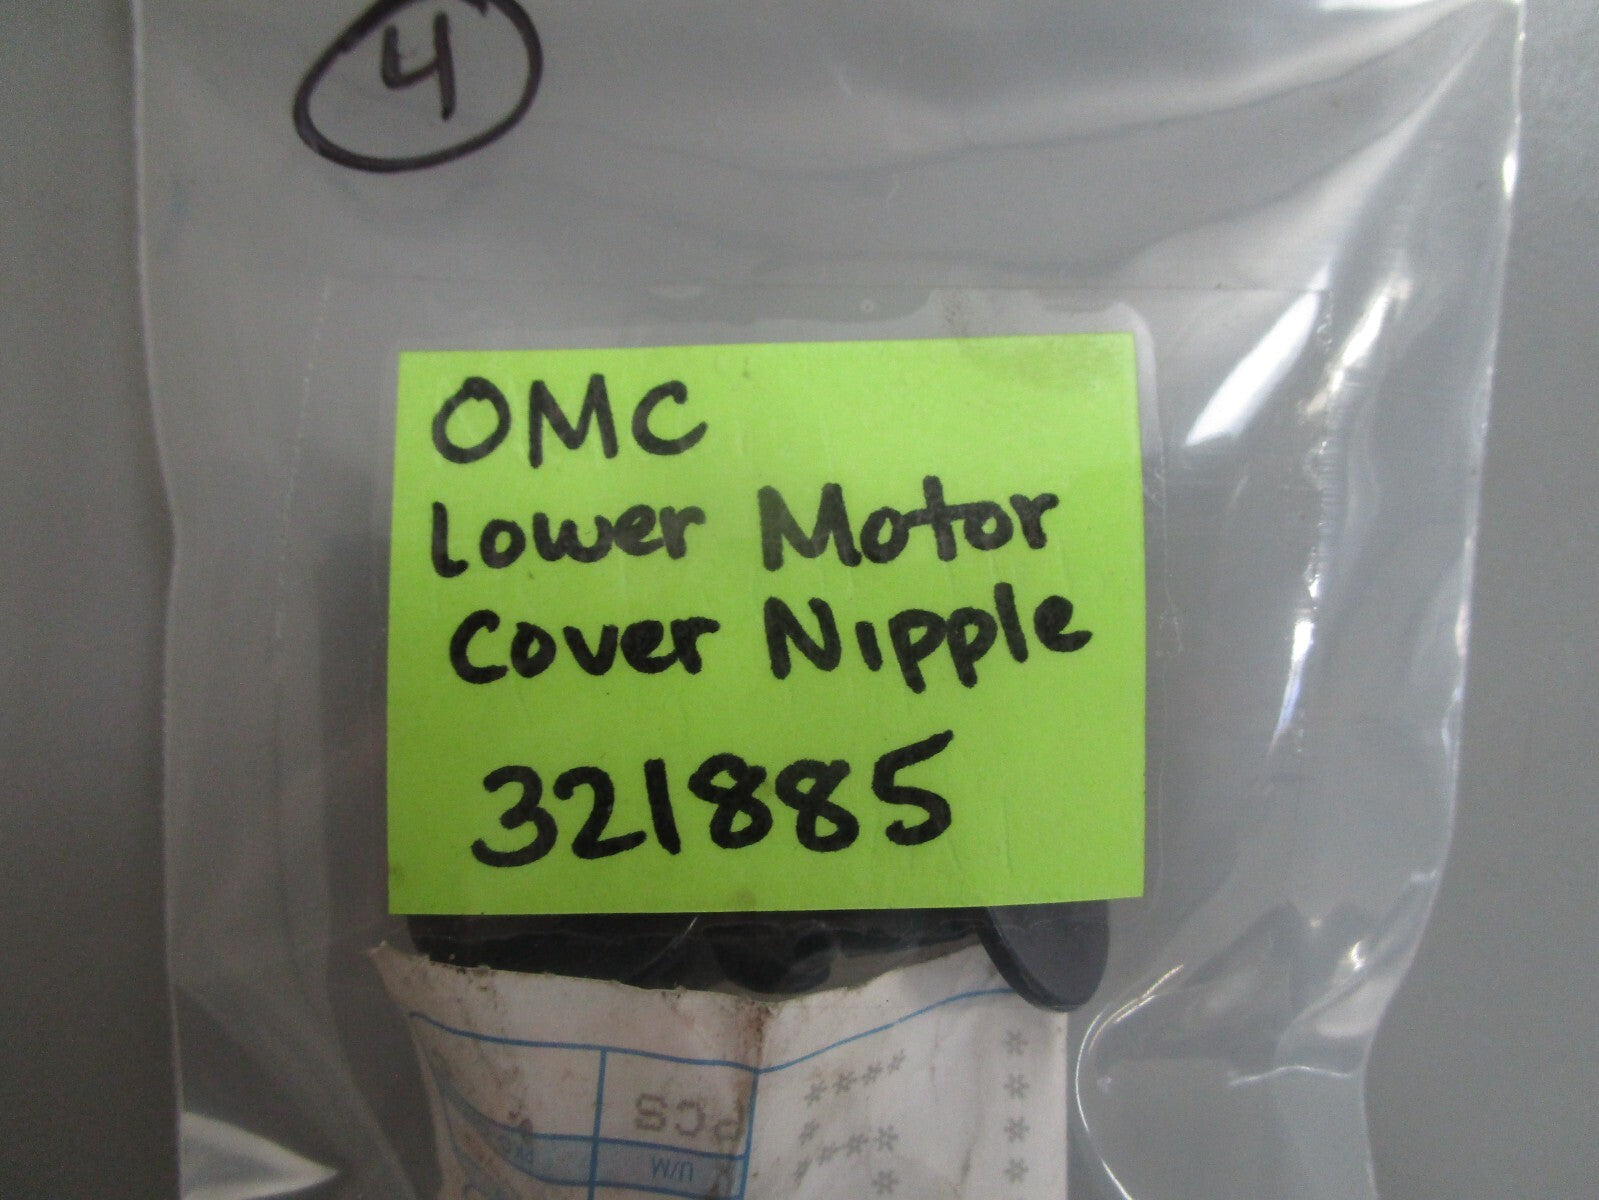 4
OMC
Lower Motor
Cover Nipple
321885
PCS
U/M